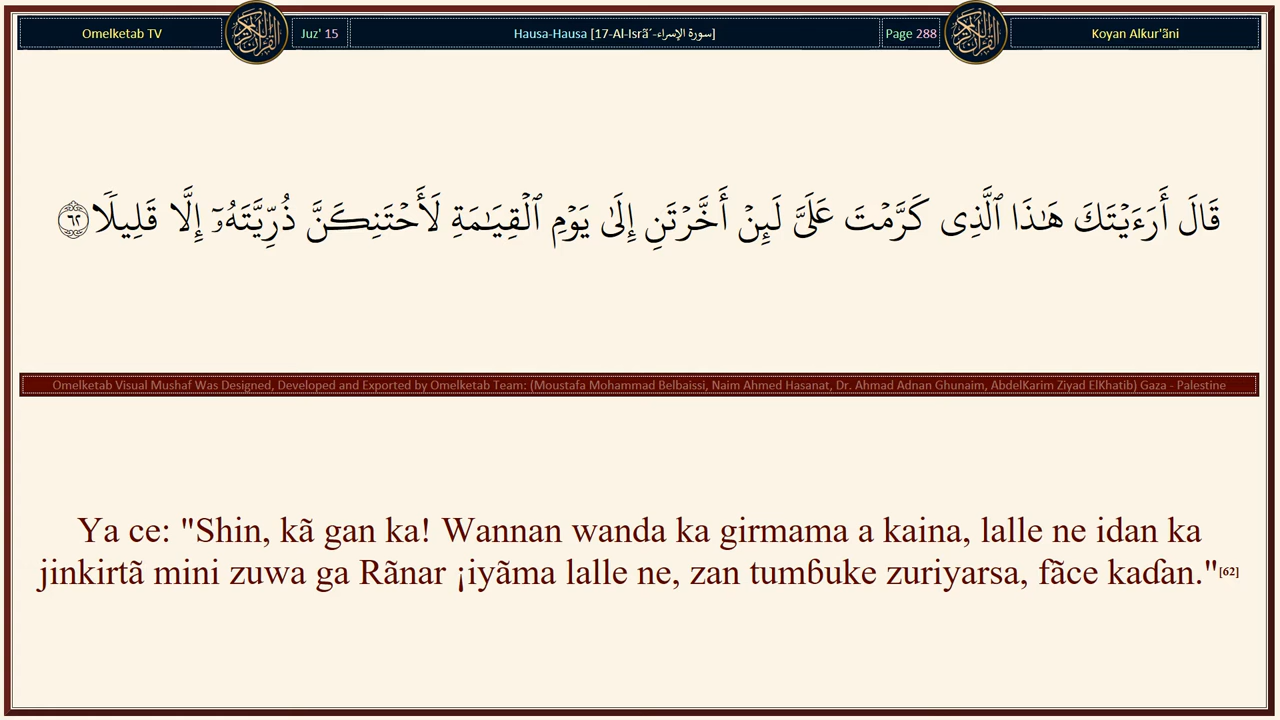 Omelketab TV
Juz' 15
Hausa-Hausa [17-Al-Isrã´-سورة الإسراء]
Page 288
Koyan Alƙur'ãni
قَالَ أَرَءَيۡتَكَ هَٰذَا ٱلَّذِى كَرَّمۡتَ عَلَىَّ لَئِنۡ أَخَّرۡتَنِ إِلَىٰ يَوۡمِ ٱلۡقِيَٰمَةِ لَأَحۡتَنِكَنَّ ذُرِّيَّتَهُۥٓ إِلَّا قَلِيلٗا ٦٢
Omelketab Visual Mushaf Was Designed, Developed and Exported by Omelketab Team: (Moustafa Mohammad Belbaissi, Naim Ahmed Hasanat, Dr. Ahmad Adnan Ghunaim, AbdelKarim Ziyad ElKhatib) Gaza - Palestine
Ya ce: "Shin, kã gan ka! Wannan wanda ka girmama a kaina, lalle ne idan ka
jinkirtã mini zuwa ga Rãnar ¡iyãma lalle ne, zan tumɓuke zuriyarsa, fãce kaɗan."[62]